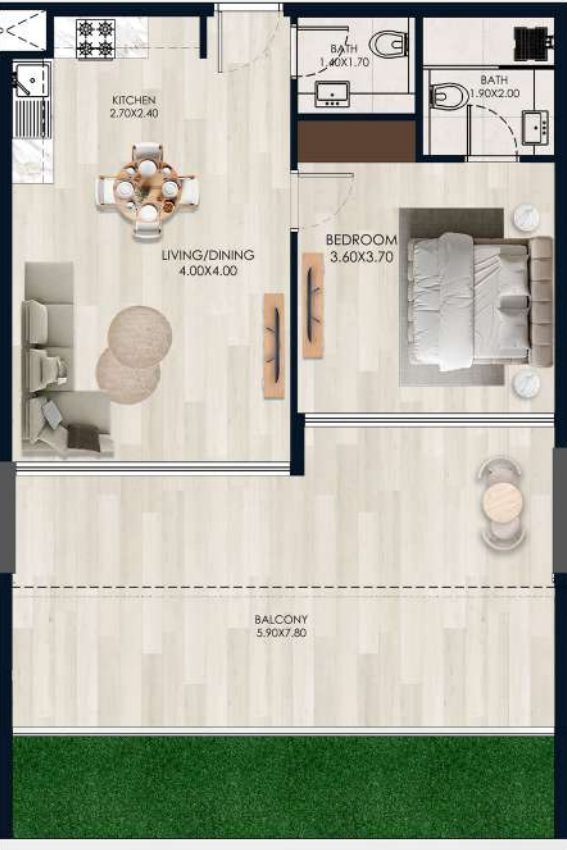 BATH
1.40X1.70
BATH
1.90X2.00
KITCHEN
2.70X2.40
LIVING/DINING
4.00X4.00
BEDROOM
3.60X3.70
BALCONY
5.90X7.80